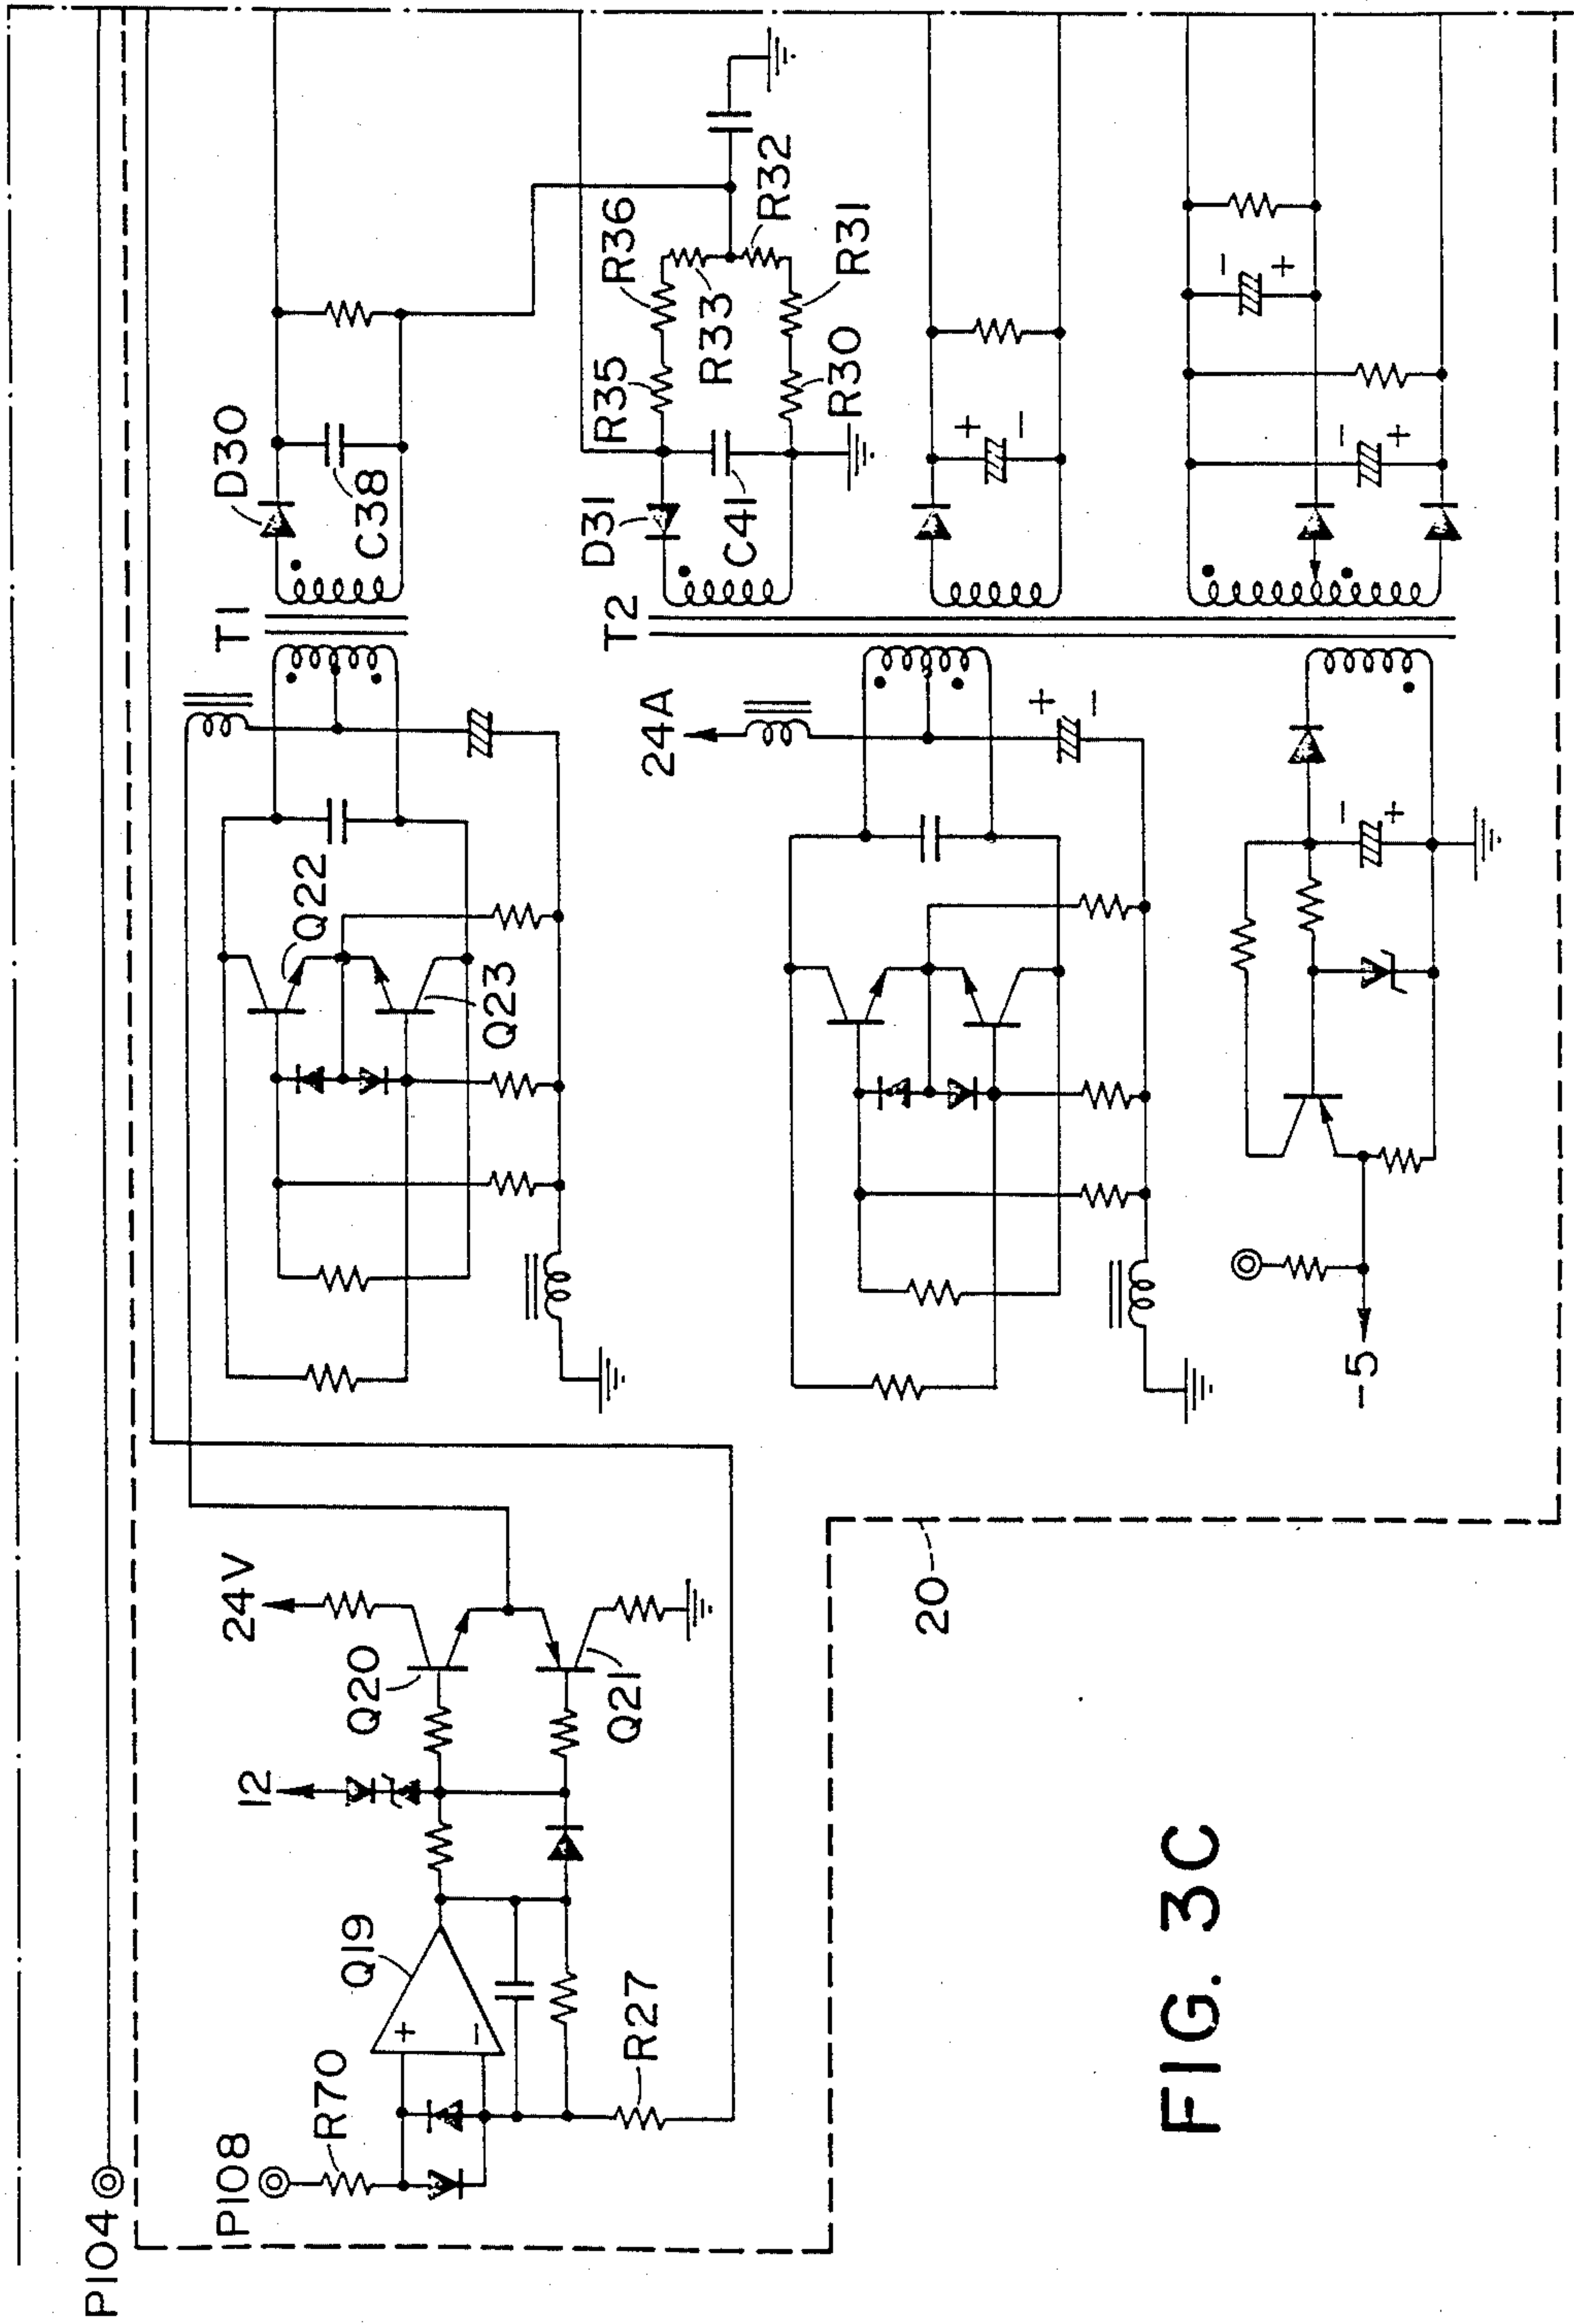 P104
P108
R70
Q19
+
−
R27
12
Q20
24V
Q21
20
T1
Q22
Q23
D30
C38
T2
24A
+
−
D31
C41
R35
R36
R33
R32
R30
R31
+
−
−
+
−
+
−
+
-5
FIG. 3C